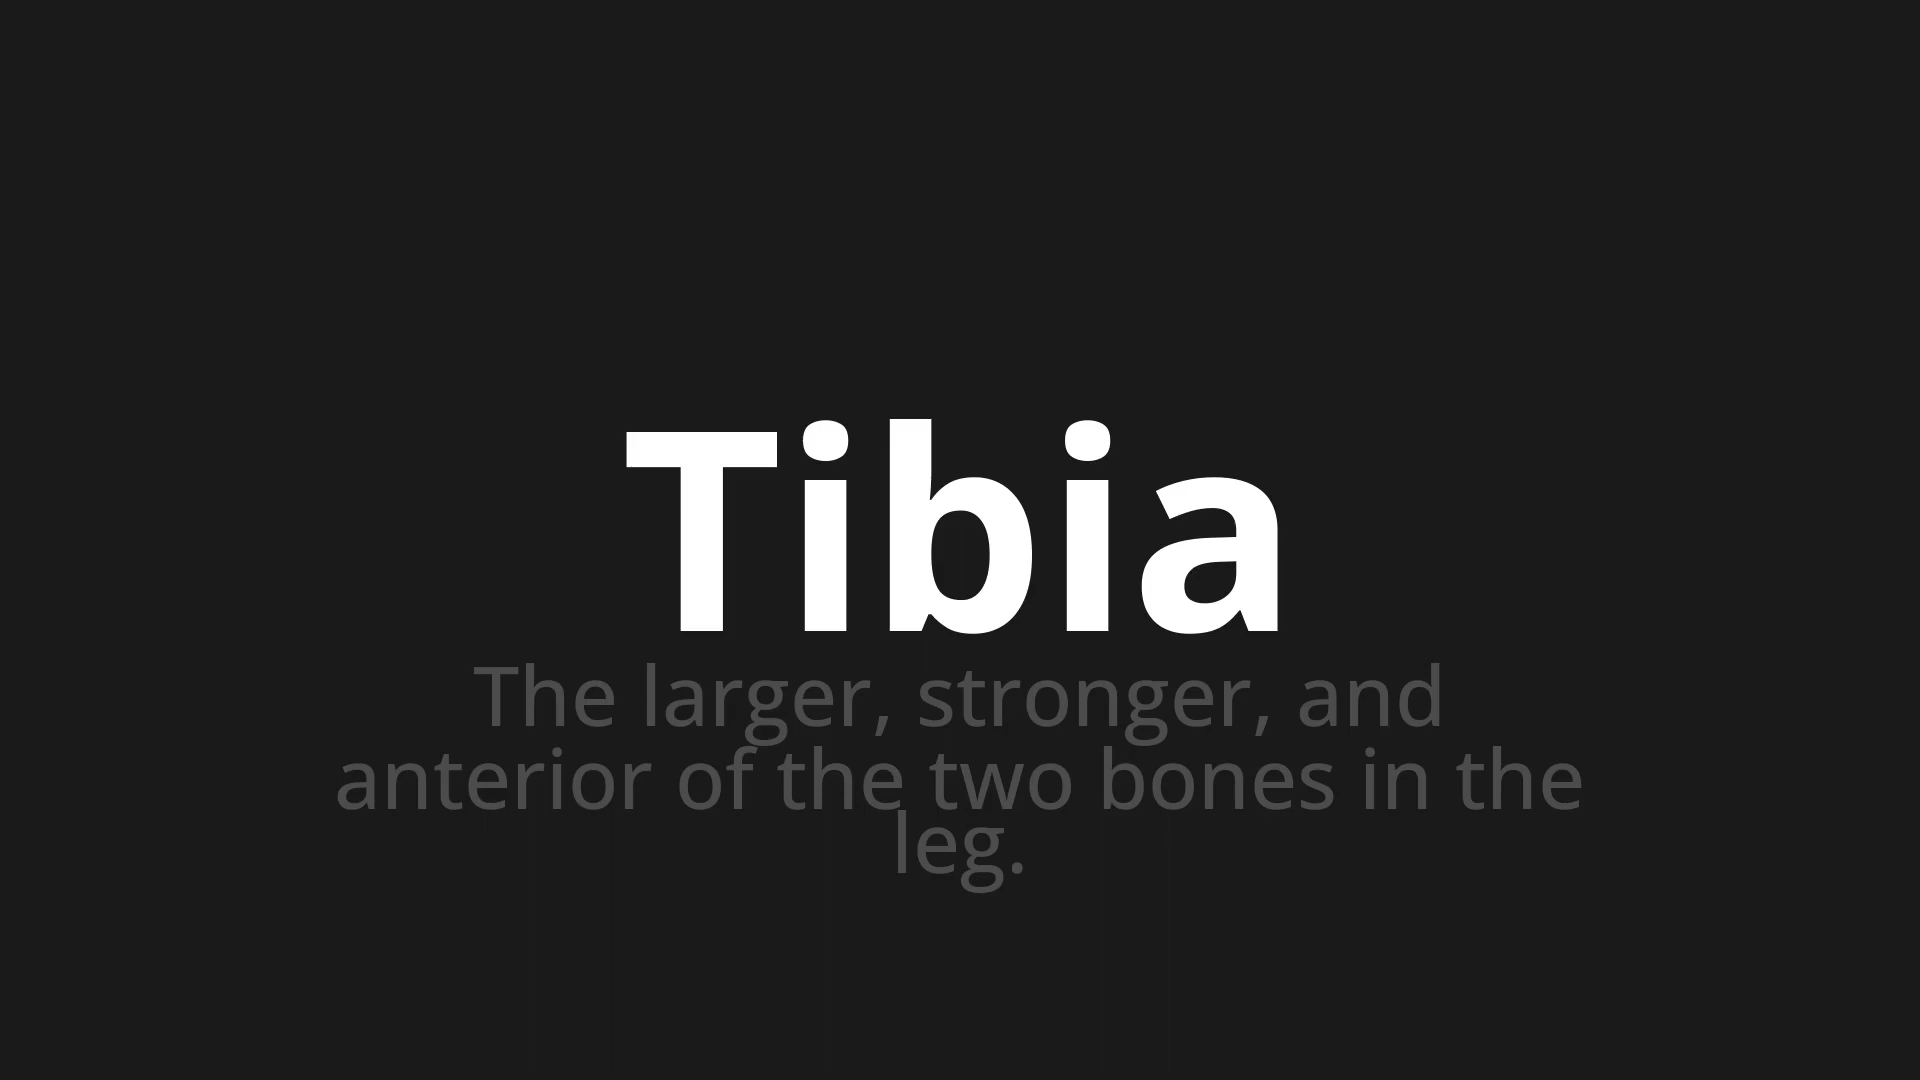 Tibia
The larger, stronger, and
anterior of the two bones in the
leg.